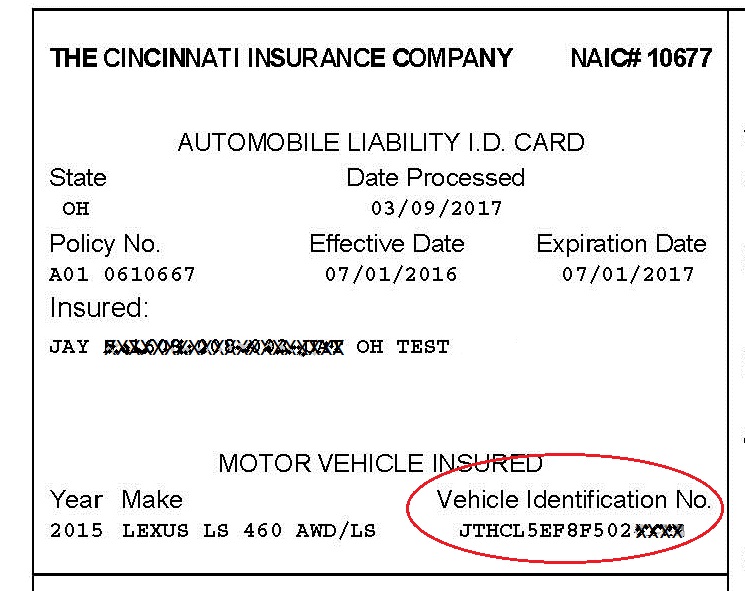 THE CINCINNATI INSURANCE COMPANY NAIC# 10677
AUTOMOBILE LIABILITY I.D. CARD
State Date Processed
OH 03/09/2017
Policy No. Effective Date Expiration Date
A01 0610667 07/01/2016 07/01/2017
Insured:
JAY OH TEST
MOTOR VEHICLE INSURED
Year Make Vehicle Identification No.
2015 LEXUS LS 460 AWD/LS JTHCL5EF8F502